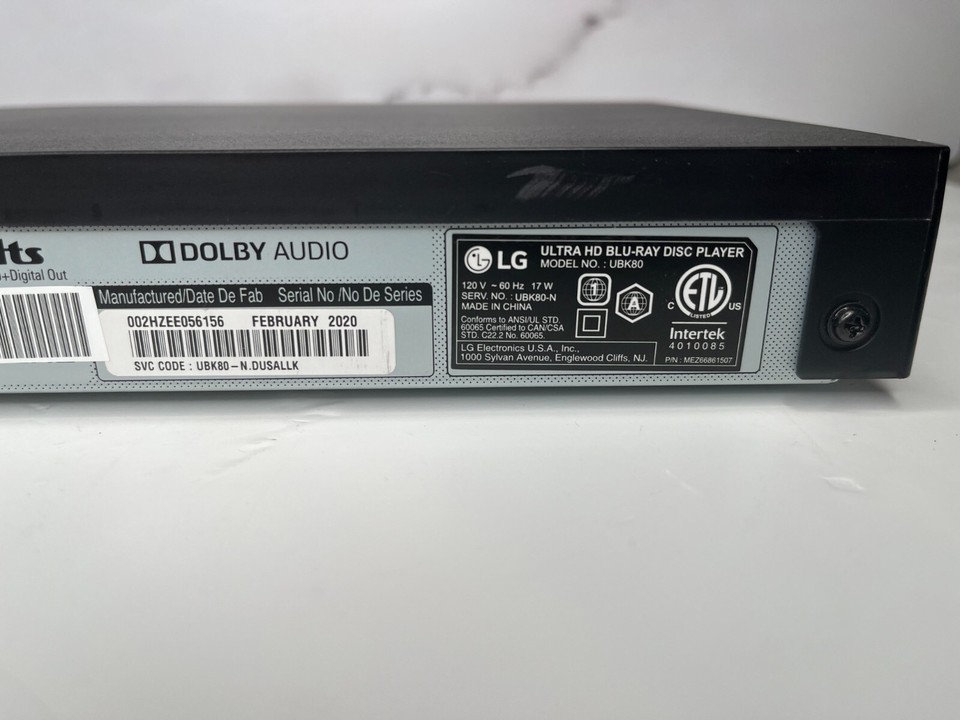 DOLBY AUDIO
+Digital Out
Manufactured/Date De Fab Serial No /No De Series
002HZEE056156 FEBRUARY 2020
SVC CODE : UBK80-N.DUSALLK
LG
ULTRA HD BLU-RAY DISC PLAYER
MODEL NO. : UBK80
120 V ~ 60 Hz 17 W
SERV. NO. : UBK80-N
MADE IN CHINA
Conforms to ANSI/UL STD.
60065 Certified to CAN/CSA
STD. C22.2 No. 60065.
LG Electronics U.S.A., Inc.,
1000 Sylvan Avenue, Englewood Cliffs, NJ.
1
A
C ETL US
LISTED
Intertek
4010085
P/N : MEZ66861507